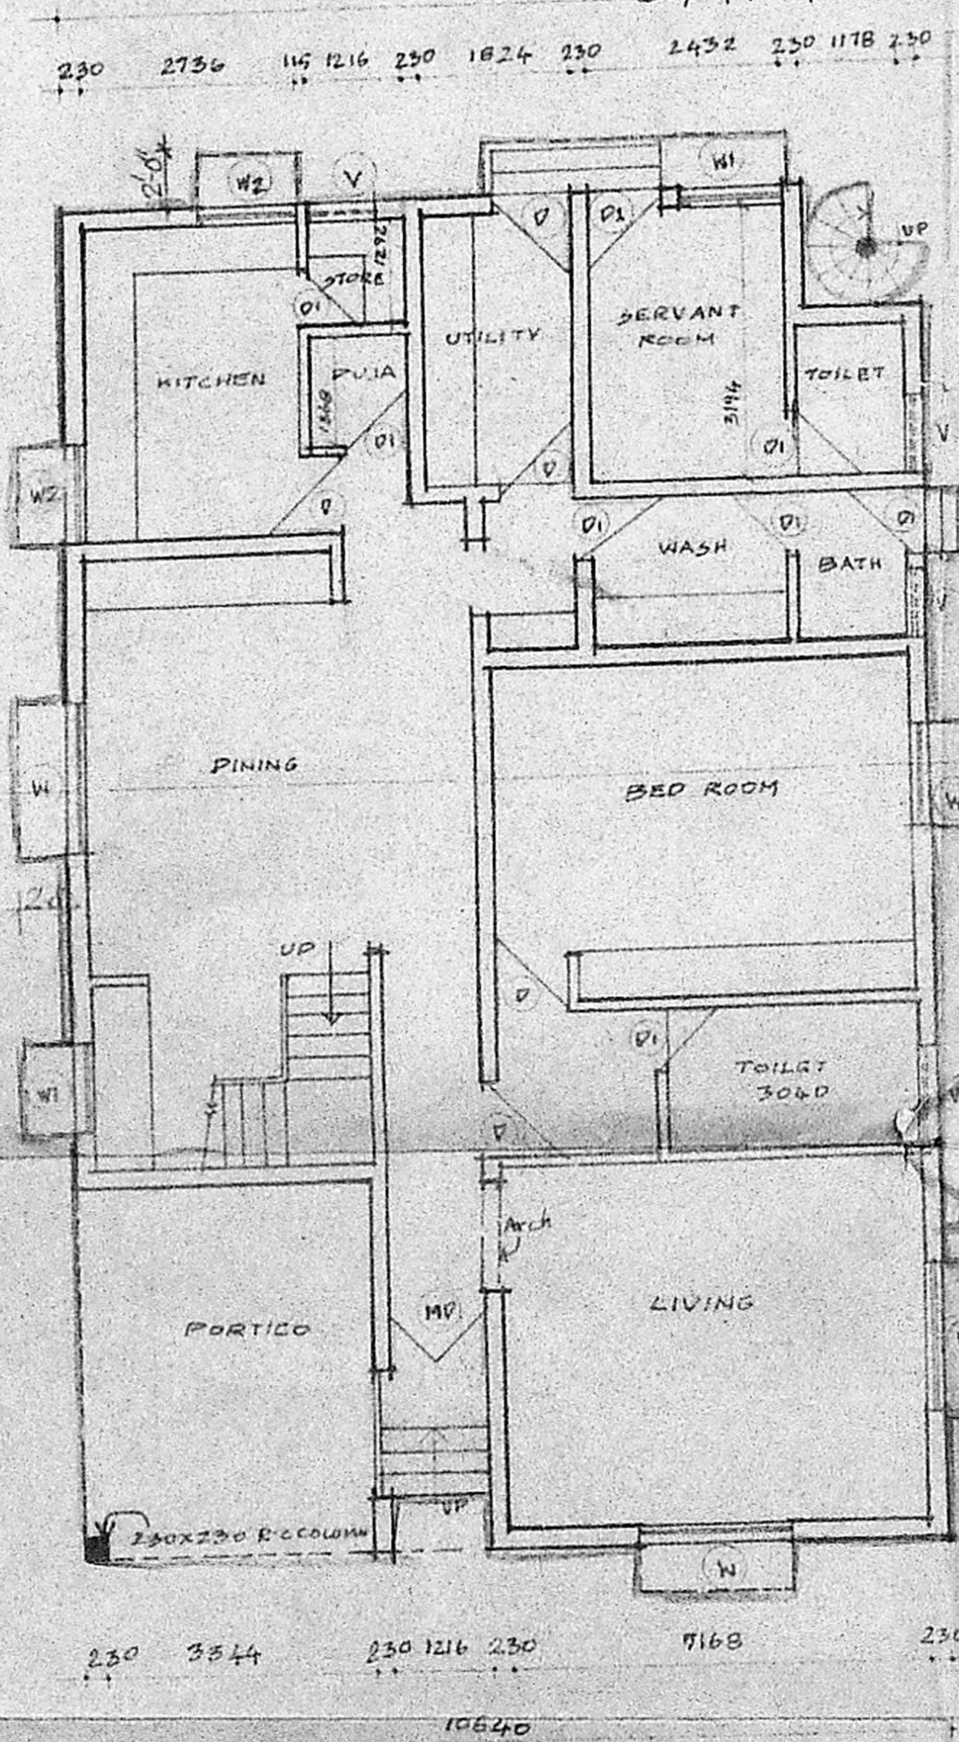 230 2736 115 1216 230 1824 230 2432 230 1178 230
2'-0"
W2
V
W1
D
D1
UP
2621
STORE
D1
UTILITY
SERVANT
ROOM
KITCHEN
PUJA
TOILET
1368
3194
D1
D1
V
W2
D
D
D1
D1
D1
WASH
BATH
V
DINING
BED ROOM
W
W
UP
D
D1
TOILET
3040
W1
D
Arch
MD
LIVING
PORTICO
UP
230X230 R·C COLUMN
W
230 3344 230 1216 230 7168 230
10640